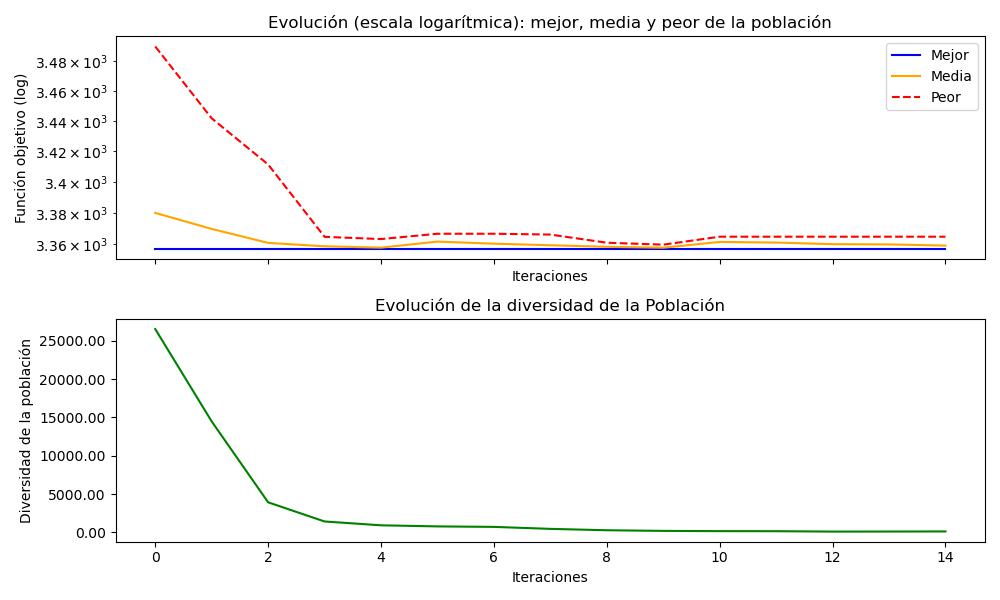 Evolución (escala logarítmica): mejor, media y peor de la población
Función objetivo (log)
3.48 × 10³
3.46 × 10³
3.44 × 10³
3.42 × 10³
3.4 × 10³
3.38 × 10³
3.36 × 10³
Mejor
Media
Peor
Iteraciones
Evolución de la diversidad de la Población
Diversidad de la población
25000.00
20000.00
15000.00
10000.00
5000.00
0.00
0 2 4 6 8 10 12 14
Iteraciones